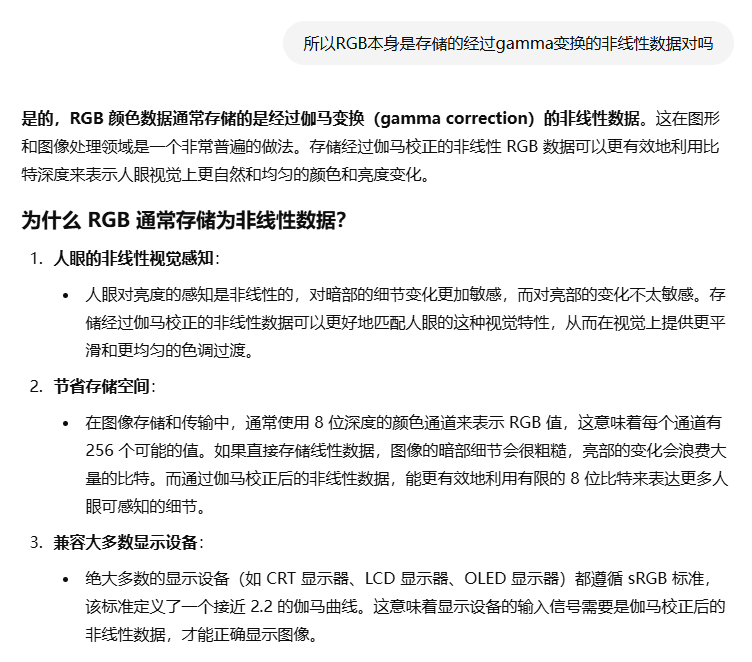 所以RGB本身是存储的经过gamma变换的非线性数据对吗
是的，RGB 颜色数据通常存储的是经过伽马变换（gamma correction）的非线性数据。这在图形
和图像处理领域是一个非常普遍的做法。存储经过伽马校正的非线性 RGB 数据可以更有效地利用比
特深度来表示人眼视觉上更自然和均匀的颜色和亮度变化。
为什么 RGB 通常存储为非线性数据？
1. 人眼的非线性视觉感知：
• 人眼对亮度的感知是非线性的，对暗部的细节变化更加敏感，而对亮部的变化不太敏感。存
储经过伽马校正的非线性数据可以更好地匹配人眼的这种视觉特性，从而在视觉上提供更平
滑和更均匀的色调过渡。
2. 节省存储空间：
• 在图像存储和传输中，通常使用 8 位深度的颜色通道来表示 RGB 值，这意味着每个通道有
256 个可能的值。如果直接存储线性数据，图像的暗部细节会很粗糙，亮部的变化会浪费大
量的比特。而通过伽马校正后的非线性数据，能更有效地利用有限的 8 位比特来表达更多人
眼可感知的细节。
3. 兼容大多数显示设备：
• 绝大多数的显示设备（如 CRT 显示器、LCD 显示器、OLED 显示器）都遵循 sRGB 标准，
该标准定义了一个接近 2.2 的伽马曲线。这意味着显示设备的输入信号需要是伽马校正后的
非线性数据，才能正确显示图像。